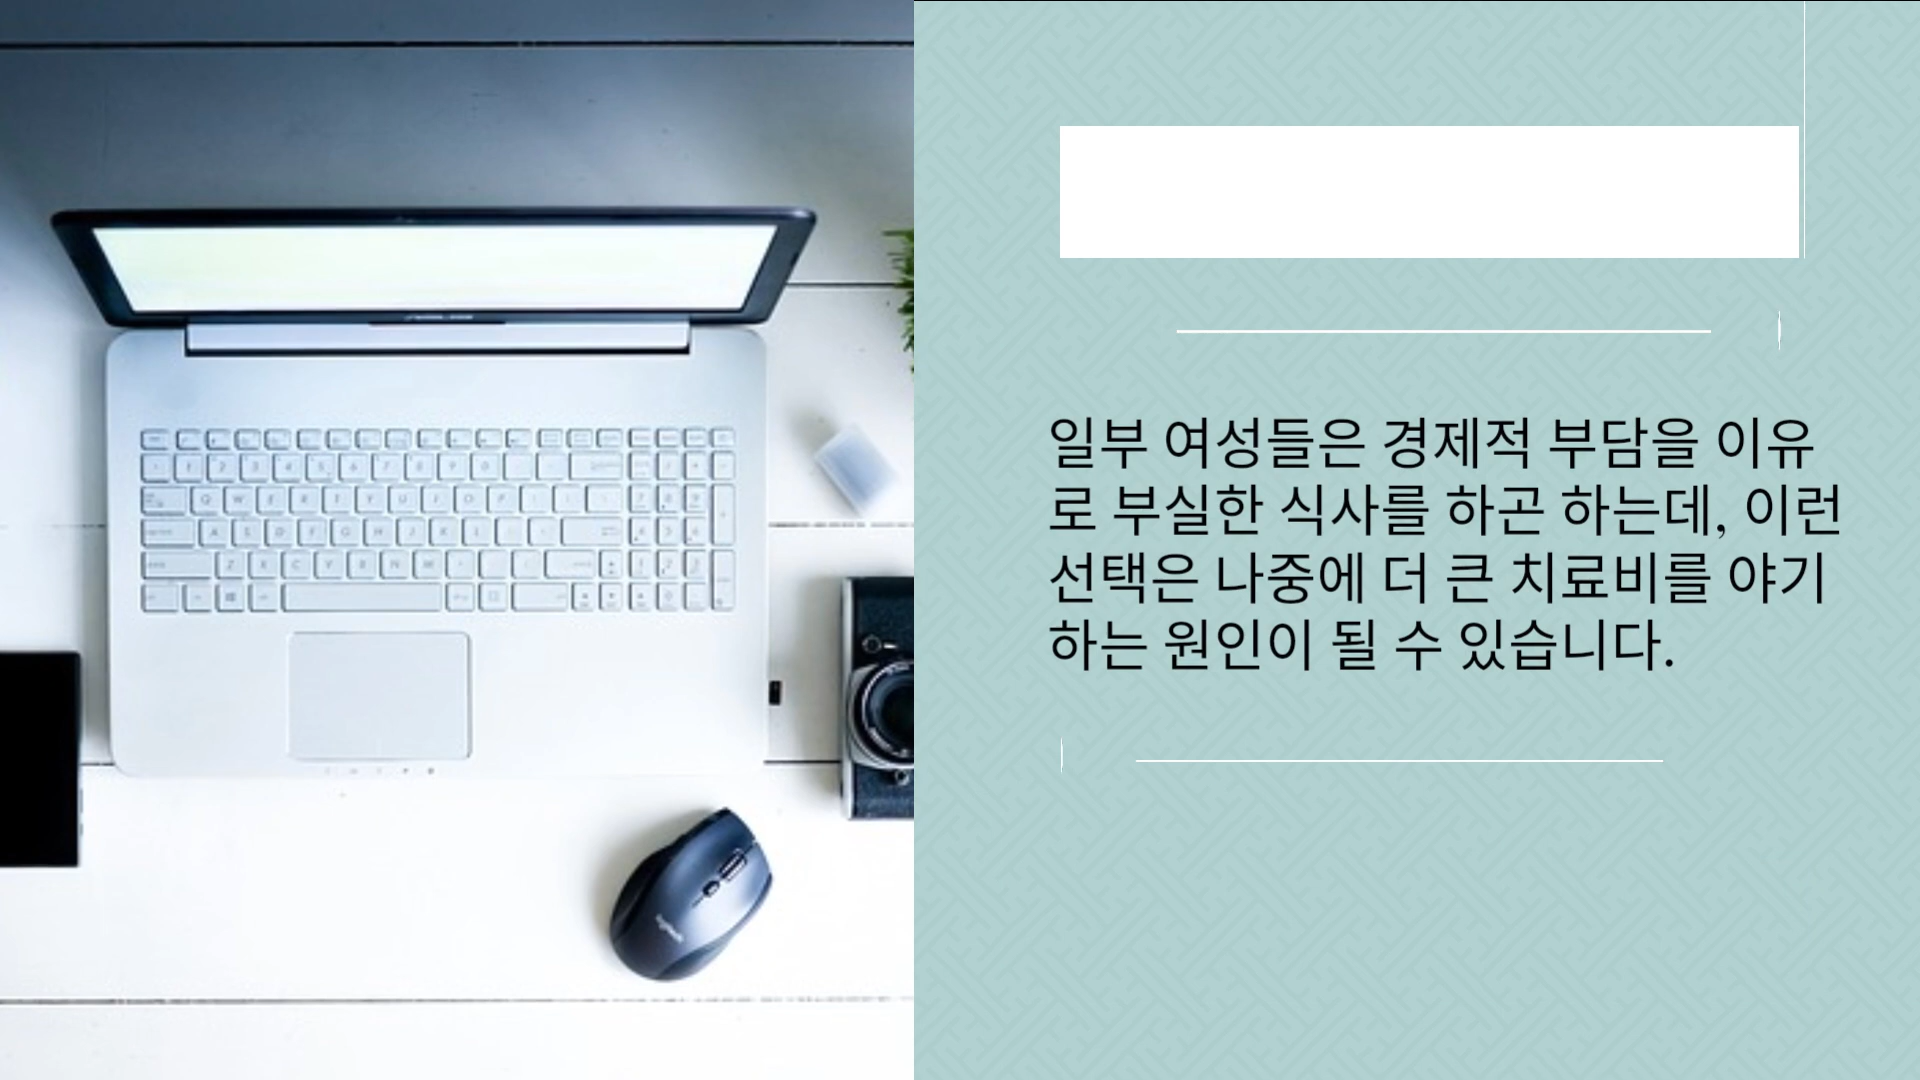 일부 여성들은 경제적 부담을 이유
로 부실한 식사를 하곤 하는데, 이런
선택은 나중에 더 큰 치료비를 야기
하는 원인이 될 수 있습니다.